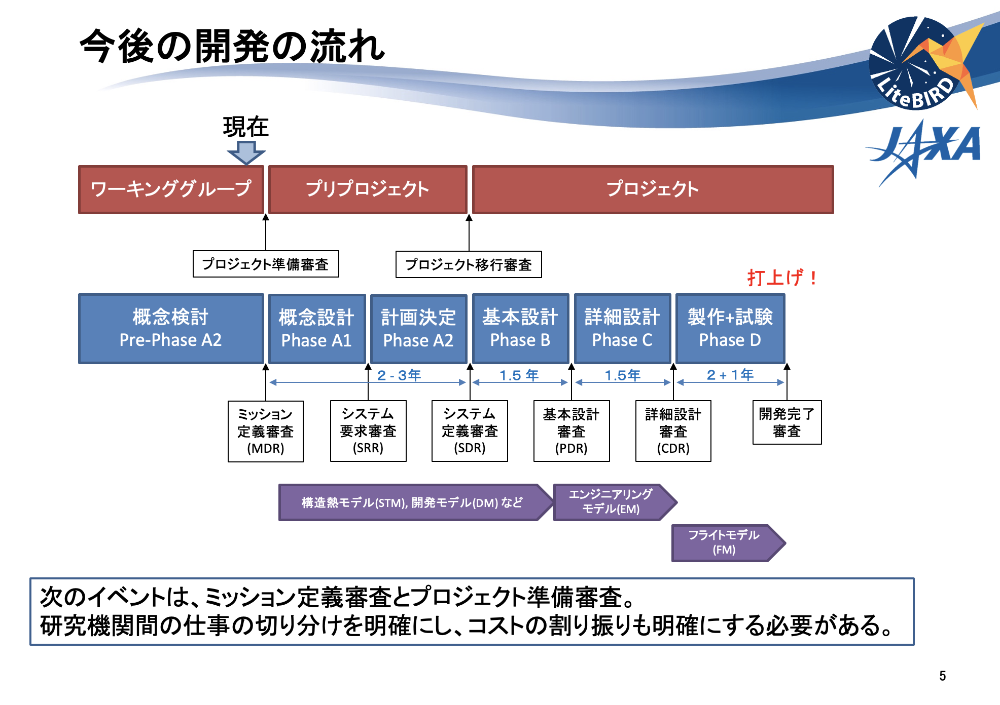 今後の開発の流れ
LiteBIRD
JAXA
現在
ワーキンググループ
プリプロジェクト
プロジェクト
プロジェクト準備審査
プロジェクト移行審査
打上げ！
概念検討
Pre-Phase A2
概念設計
Phase A1
計画決定
Phase A2
基本設計
Phase B
詳細設計
Phase C
製作+試験
Phase D
2 - 3年
1.5 年
1.5年
2 + 1年
ミッション
定義審査
(MDR)
システム
要求審査
(SRR)
システム
定義審査
(SDR)
基本設計
審査
(PDR)
詳細設計
審査
(CDR)
開発完了
審査
構造熱モデル(STM), 開発モデル(DM) など
エンジニアリング
モデル(EM)
フライトモデル
(FM)
次のイベントは、ミッション定義審査とプロジェクト準備審査。
研究機関間の仕事の切り分けを明確にし、コストの割り振りも明確にする必要がある。
5